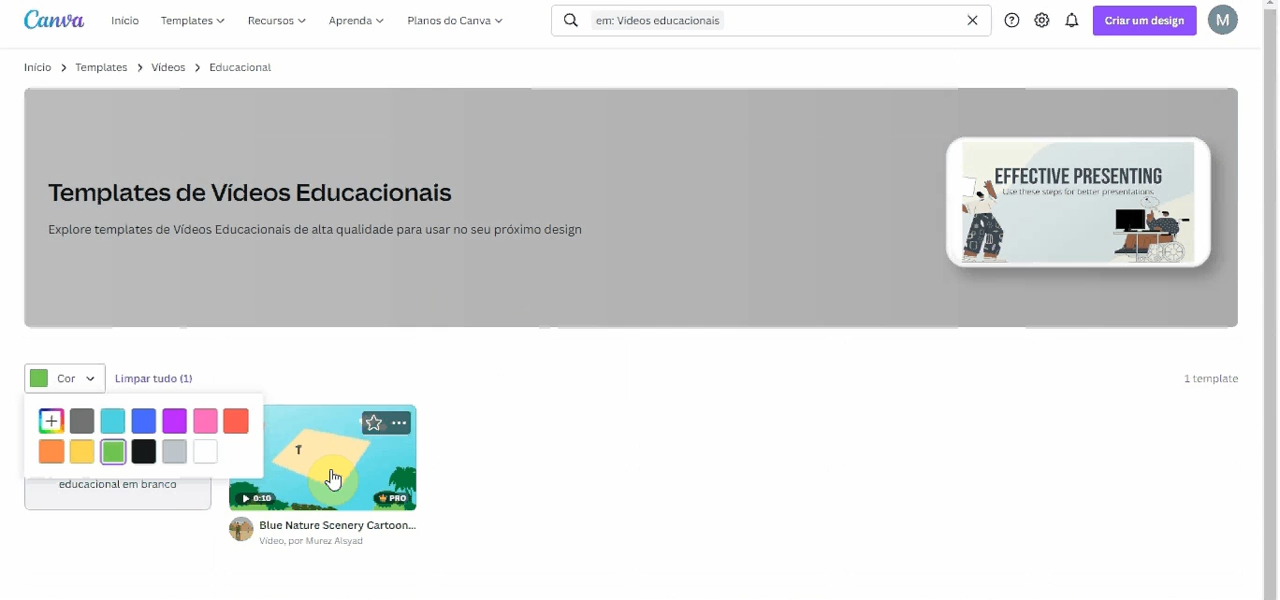 Canva
Início
Templates
Recursos
Aprenda
Planos do Canva
em: Vídeos educacionais
Criar um design
M
Início > Templates > Vídeos > Educacional
EFFECTIVE PRESENTING
Use these steps for better presentations
Templates de Vídeos Educacionais
Explore templates de Vídeos Educacionais de alta qualidade para usar no seu próximo design
Cor
Limpar tudo (1)
1 template
T
educacional em branco
0:10
PRO
Blue Nature Scenery Cartoon...
Vídeo, por Murez Alsyad